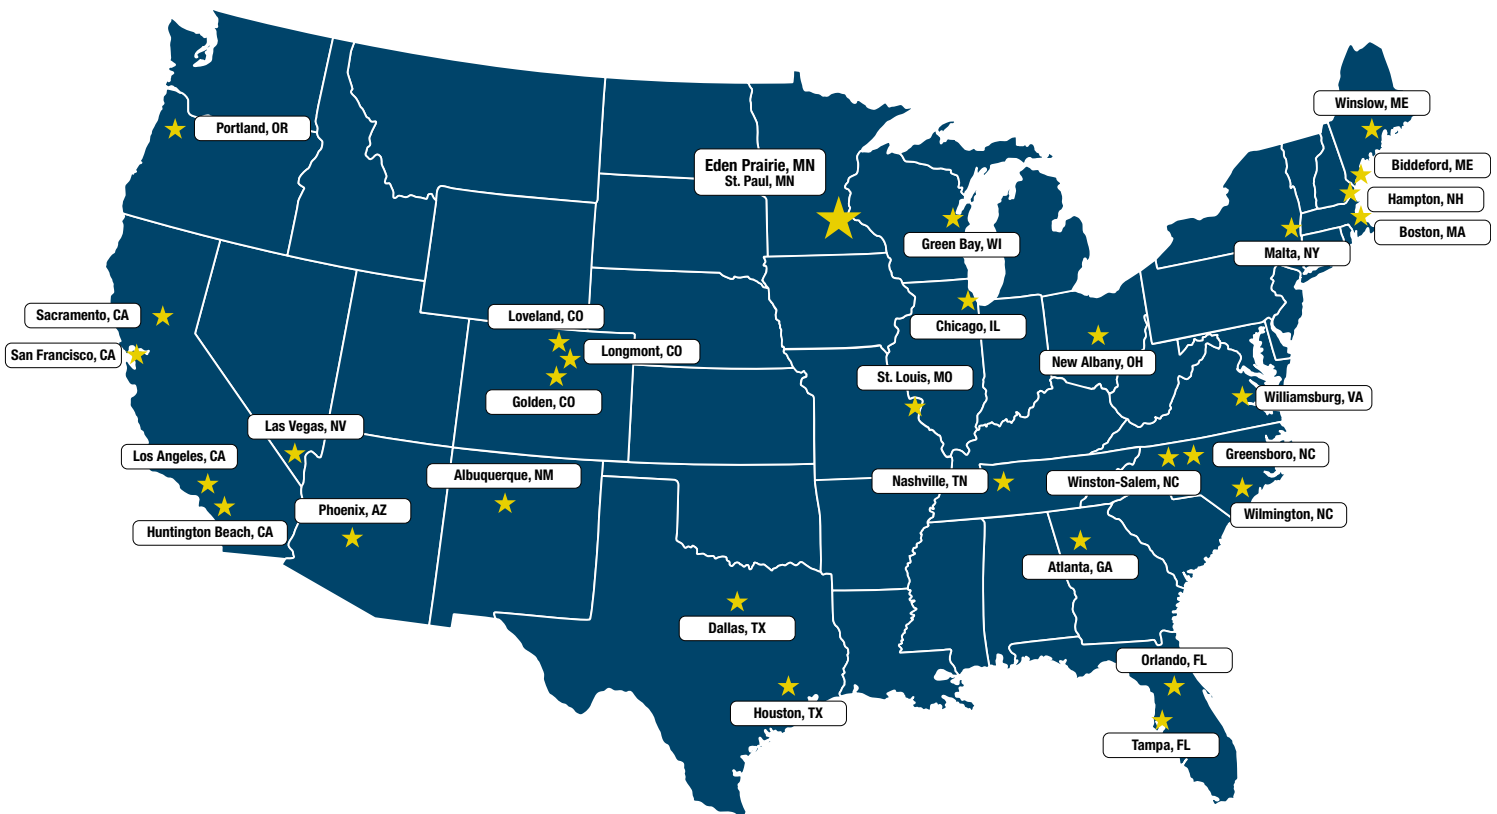 Winslow, ME
Portland, OR
Eden Prairie, MN
St. Paul, MN
Biddeford, ME
Hampton, NH
Boston, MA
Green Bay, WI
Malta, NY
Sacramento, CA
Loveland, CO
Chicago, IL
San Francisco, CA
Longmont, CO
New Albany, OH
St. Louis, MO
Golden, CO
Williamsburg, VA
Las Vegas, NV
Los Angeles, CA
Greensboro, NC
Albuquerque, NM
Nashville, TN
Winston-Salem, NC
Phoenix, AZ
Wilmington, NC
Huntington Beach, CA
Atlanta, GA
Dallas, TX
Orlando, FL
Houston, TX
Tampa, FL